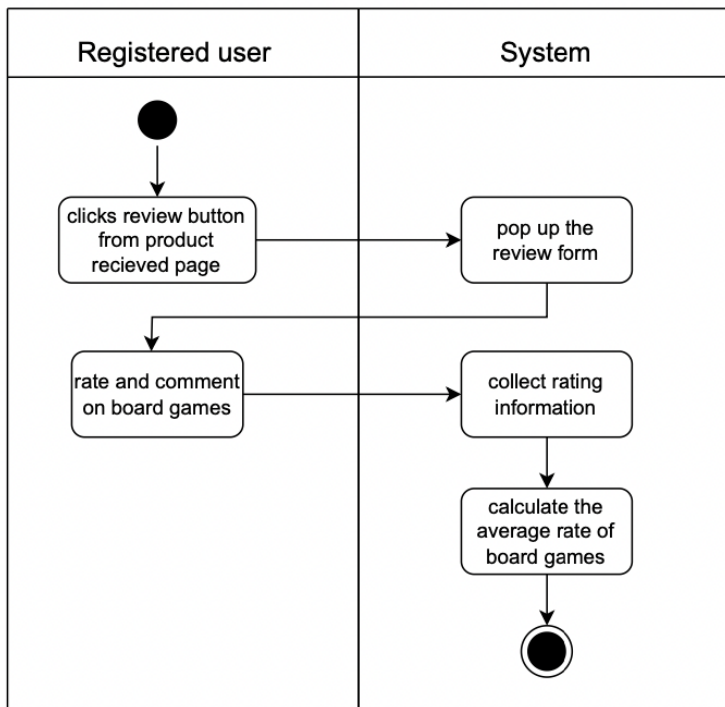 Registered user
System
clicks review button
from product
recieved page
pop up the
review form
rate and comment
on board games
collect rating
information
calculate the
average rate of
board games